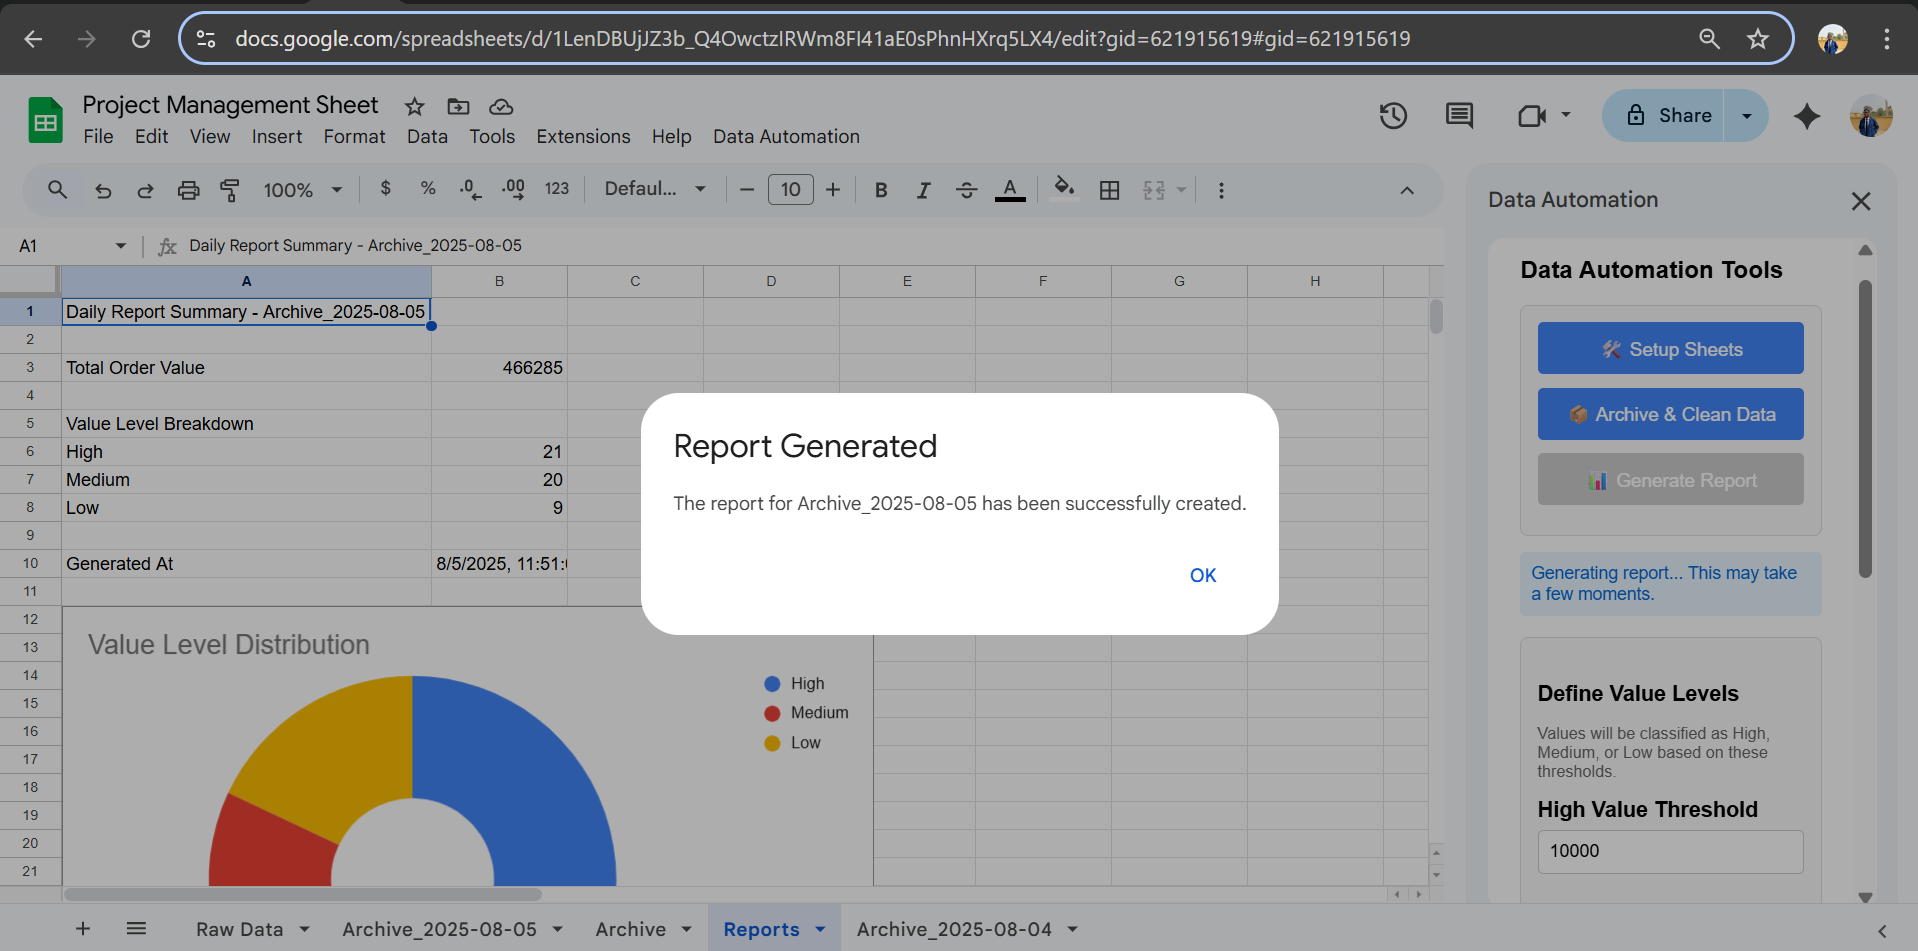 docs.google.com/spreadsheets/d/1LenDBUjJZ3b_Q4OwctzIRWm8FI41aE0sPhnHXrq5LX4/edit?gid=621915619#gid=621915619
Project Management Sheet
File Edit View Insert Format Data Tools Extensions Help Data Automation
Share
100% $ % .0 .00 123 Defaul... 10 B I A
A1
Daily Report Summary - Archive_2025-08-05
A B C D E F G H
1 Daily Report Summary - Archive_2025-08-05
2
3 Total Order Value 466285
4
5 Value Level Breakdown
6 High 21
7 Medium 20
8 Low 9
9
10 Generated At 8/5/2025, 11:51:
11
12
13
14
15
16
17
18
19
20
21
Value Level Distribution
High
Medium
Low
Report Generated
The report for Archive_2025-08-05 has been successfully created.
OK
Data Automation
Data Automation Tools
Setup Sheets
Archive & Clean Data
Generate Report
Generating report... This may take
a few moments.
Define Value Levels
Values will be classified as High,
Medium, or Low based on these
thresholds.
High Value Threshold
10000
Raw Data Archive_2025-08-05 Archive Reports Archive_2025-08-04